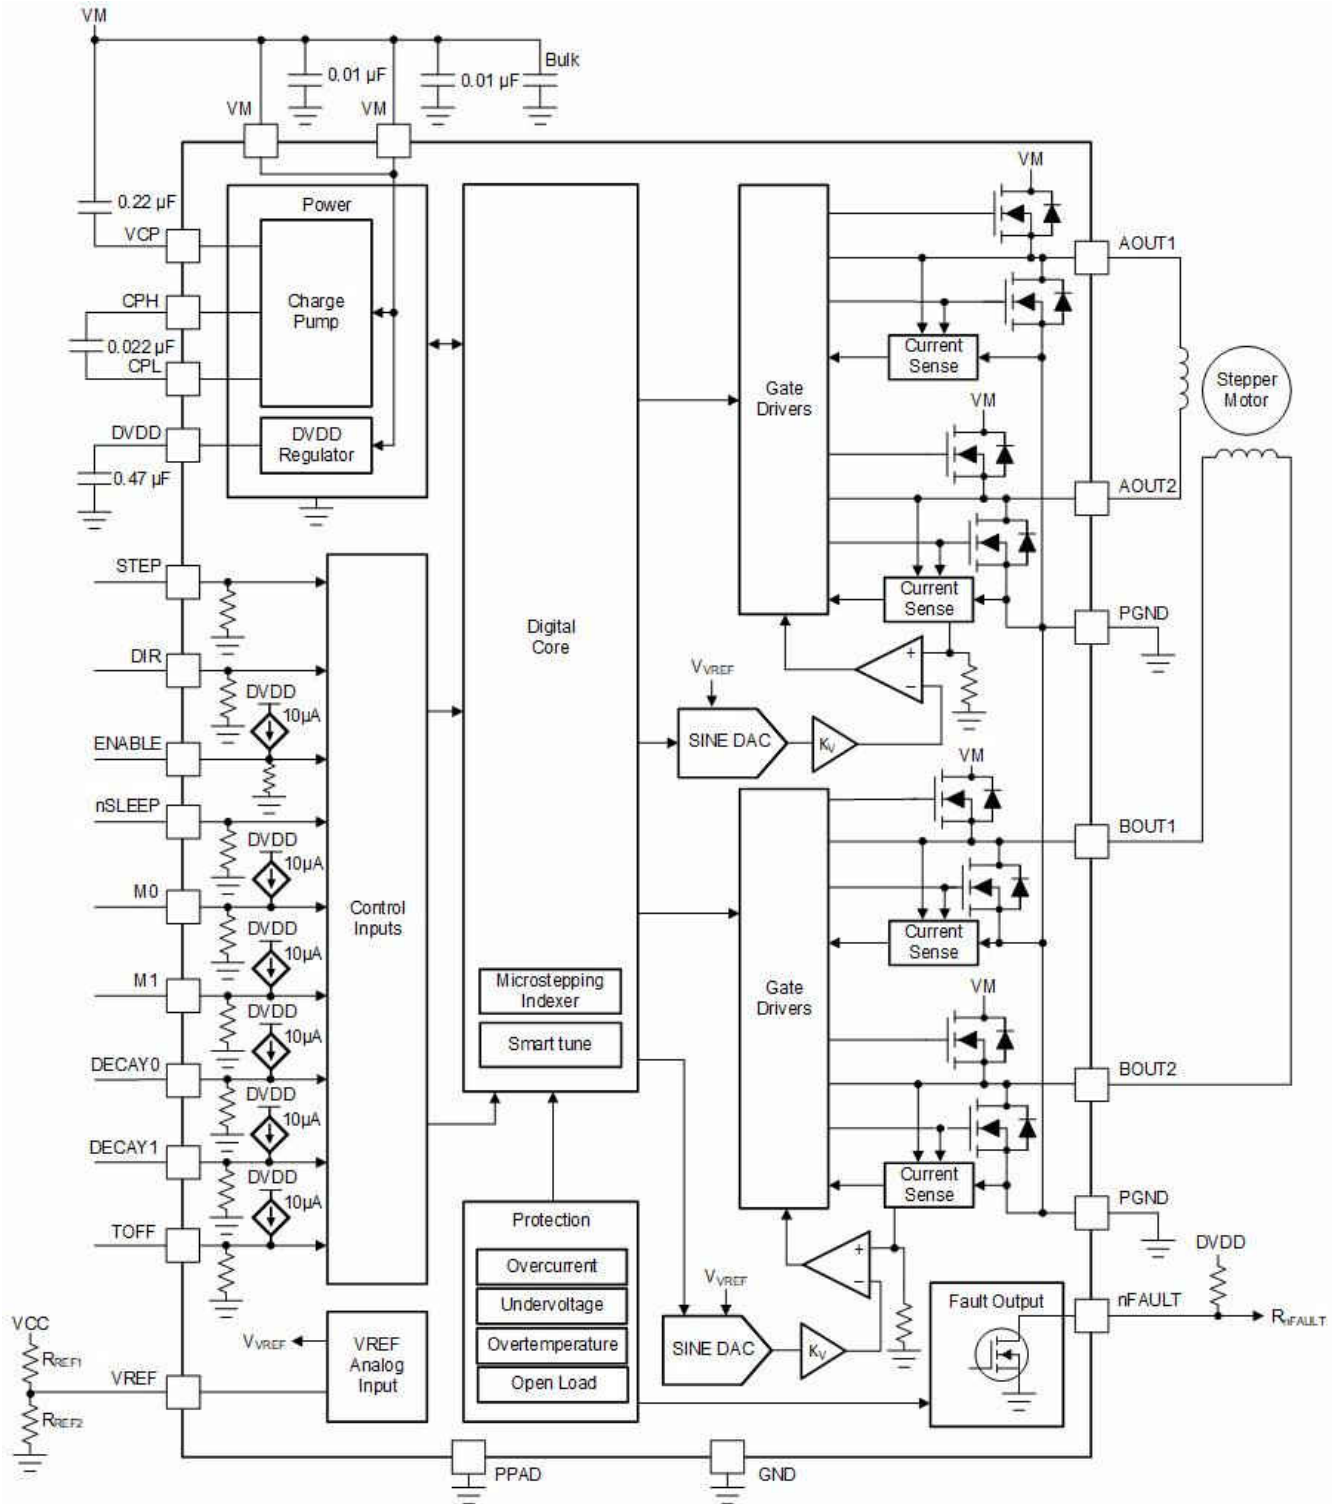 VM
Bulk
0.01 µF
0.01 µF
VM
VM
VM
0.22 µF
Power
VCP
AOUT1
CPH
Charge
Pump
0.022 µF
CPL
Current
Sense
Stepper
Motor
Gate
Drivers
VM
DVDD
DVDD
Regulator
0.47 µF
AOUT2
STEP
Current
Sense
PGND
Digital
Core
DIR
VVREF
+
−
DVDD
10µA
SINE DAC
KV
ENABLE
VM
nSLEEP
BOUT1
DVDD
10µA
M0
Control
Inputs
Current
Sense
DVDD
10µA
M1
Microstepping
Indexer
Gate
Drivers
VM
DVDD
10µA
Smart tune
DECAY0
BOUT2
DVDD
10µA
DECAY1
Current
Sense
DVDD
10µA
PGND
Protection
TOFF
+
−
DVDD
Overcurrent
VVREF
Undervoltage
Fault Output
nFAULT
RnFAULT
VCC
VVREF
VREF
Analog
Input
Overtemperature
SINE DAC
KV
RREF1
VREF
Open Load
RREF2
PPAD
GND